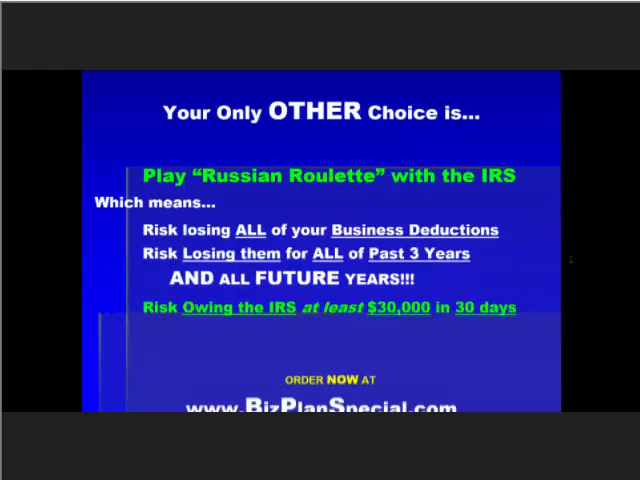 Your Only OTHER Choice is...
Play “Russian Roulette” with the IRS
Which means...
Risk losing ALL of your Business Deductions
Risk Losing them for ALL of Past 3 Years
AND ALL FUTURE YEARS!!!
Risk Owing the IRS at least $30,000 in 30 days
ORDER NOW AT
www.BizPlanSpecial.com